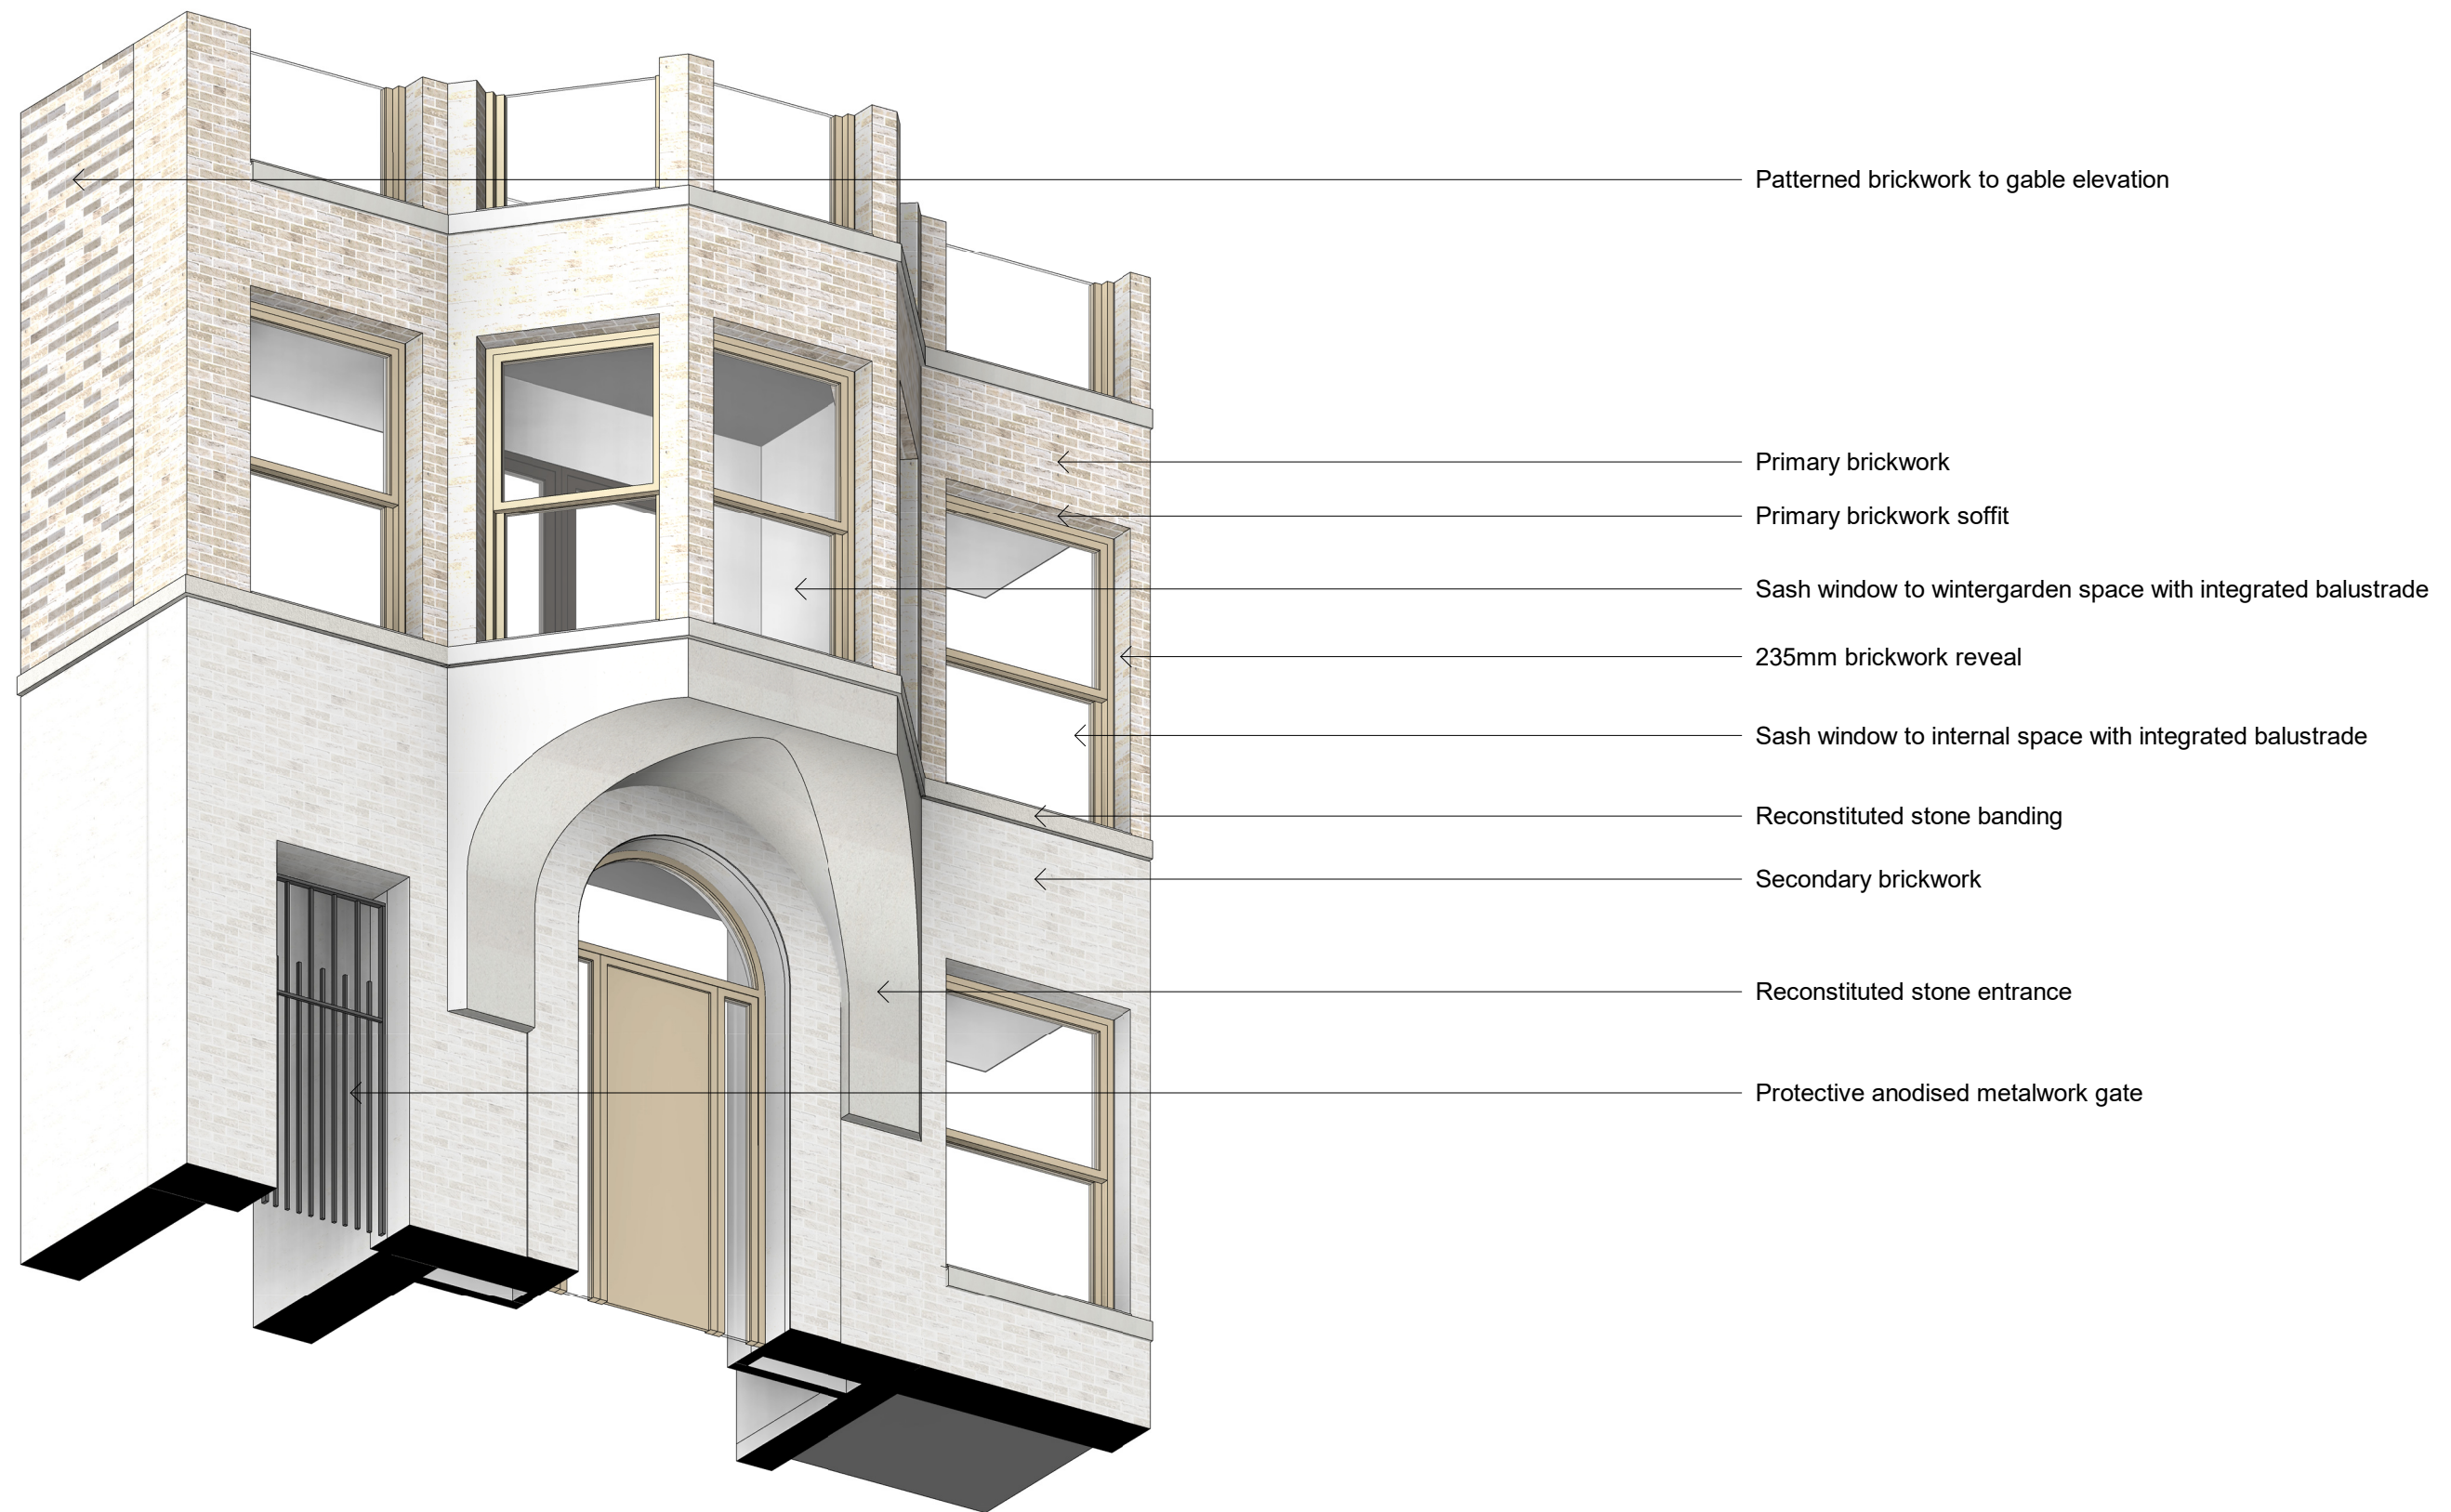 Patterned brickwork to gable elevation
Primary brickwork
Primary brickwork soffit
Sash window to wintergarden space with integrated balustrade
235mm brickwork reveal
Sash window to internal space with integrated balustrade
Reconstituted stone banding
Secondary brickwork
Reconstituted stone entrance
Protective anodised metalwork gate